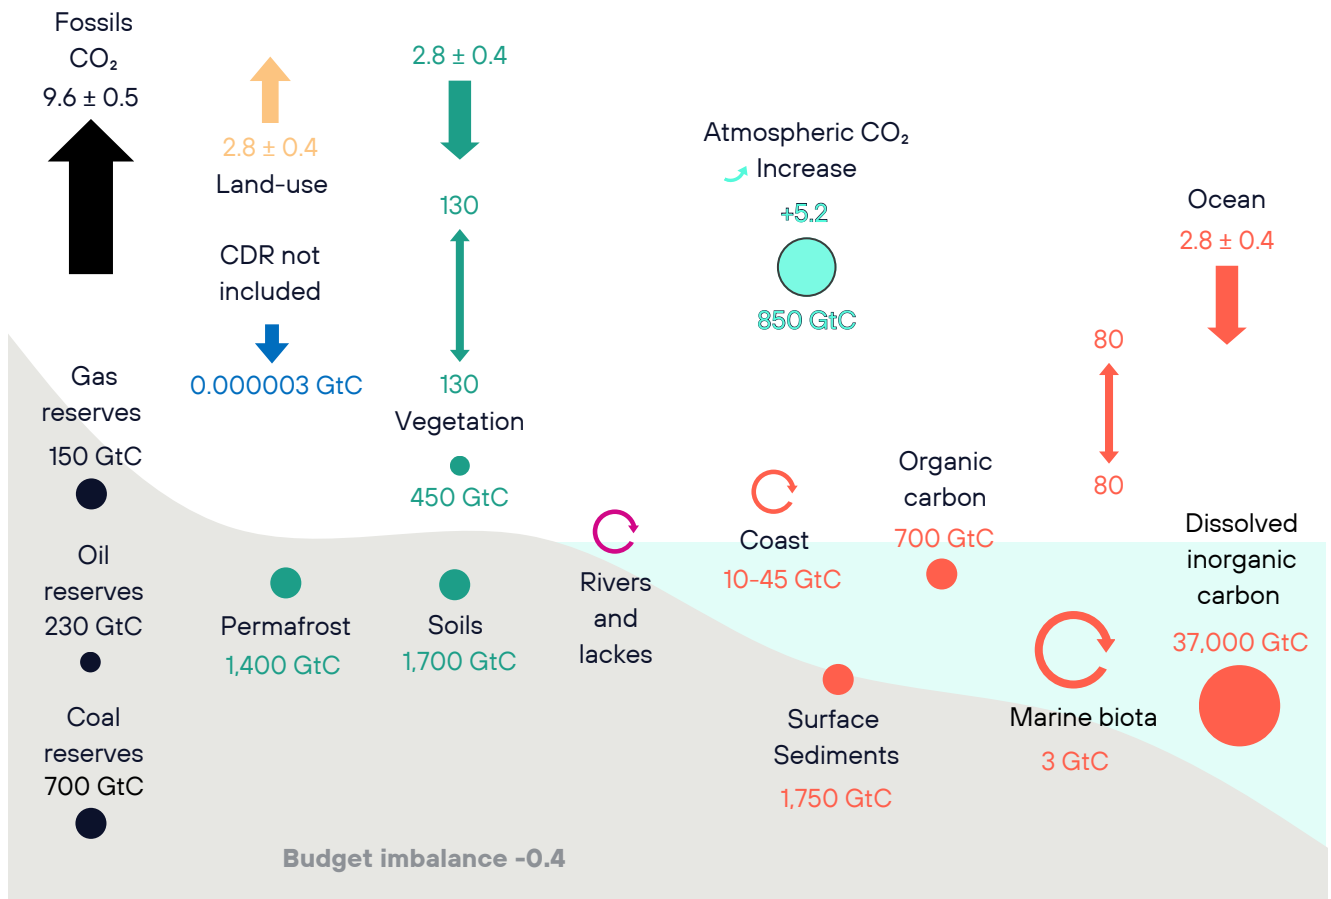 Fossils
CO₂
9.6 ± 0.5
2.8 ± 0.4
Land-use
CDR not
included
0.000003 GtC
2.8 ± 0.4
130
130
Vegetation
450 GtC
Atmospheric CO₂
Increase
+5.2
850 GtC
Ocean
2.8 ± 0.4
80
80
Gas
reserves
150 GtC
Oil
reserves
230 GtC
Coal
reserves
700 GtC
Permafrost
1,400 GtC
Soils
1,700 GtC
Rivers
and
lackes
Coast
10-45 GtC
Organic
carbon
700 GtC
Surface
Sediments
1,750 GtC
Marine biota
3 GtC
Dissolved
inorganic
carbon
37,000 GtC
Budget imbalance -0.4